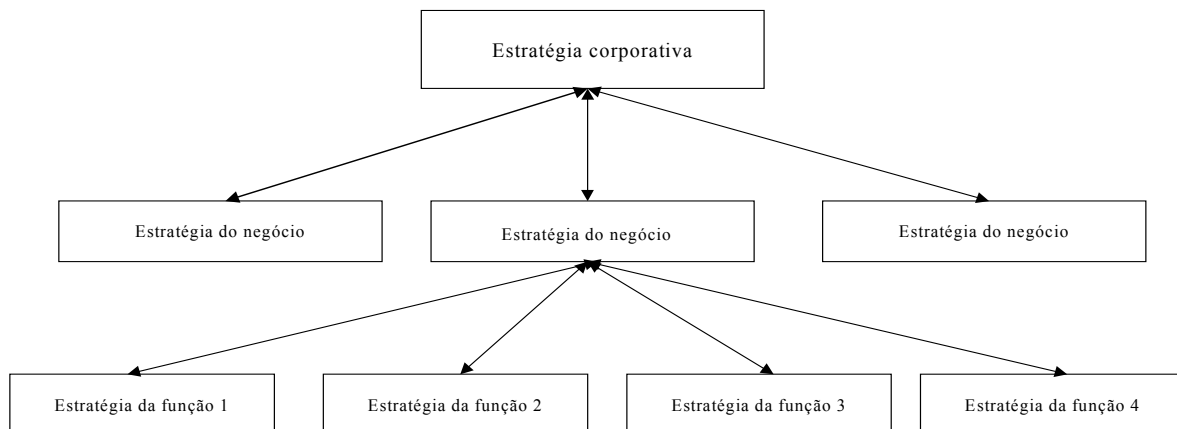 Estratégia corporativa
Estratégia do negócio
Estratégia do negócio
Estratégia do negócio
Estratégia da função 1
Estratégia da função 2
Estratégia da função 3
Estratégia da função 4